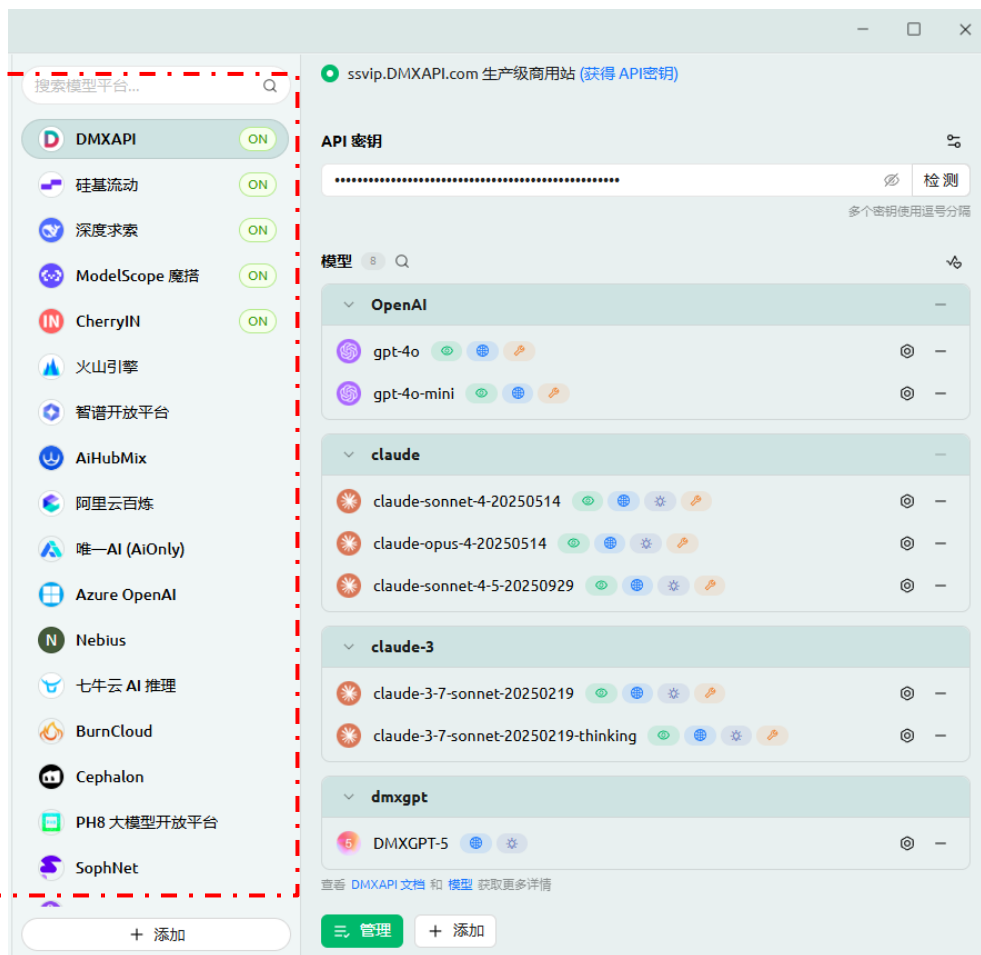 搜索模型平台...
DMXAPI ON
硅基流动 ON
深度求索 ON
ModelScope 魔搭 ON
CherryIN ON
火山引擎
智谱开放平台
AiHubMix
阿里云百炼
唯一AI (AiOnly)
Azure OpenAI
N Nebius
七牛云 AI 推理
BurnCloud
Cephalon
PH8 大模型开放平台
SophNet
+ 添加
ssvip.DMXAPI.com 生产级商用站 (获得 API密钥)
API 密钥
••••••••••••••••••••••••••••••••••••••••••••••••••• 检测
多个密钥使用逗号分隔
模型 8
OpenAI
gpt-4o
gpt-4o-mini
claude
claude-sonnet-4-20250514
claude-opus-4-20250514
claude-sonnet-4-5-20250929
claude-3
claude-3-7-sonnet-20250219
claude-3-7-sonnet-20250219-thinking
dmxgpt
5 DMXGPT-5
查看 DMXAPI 文档 和 模型 获取更多详情
管理 + 添加